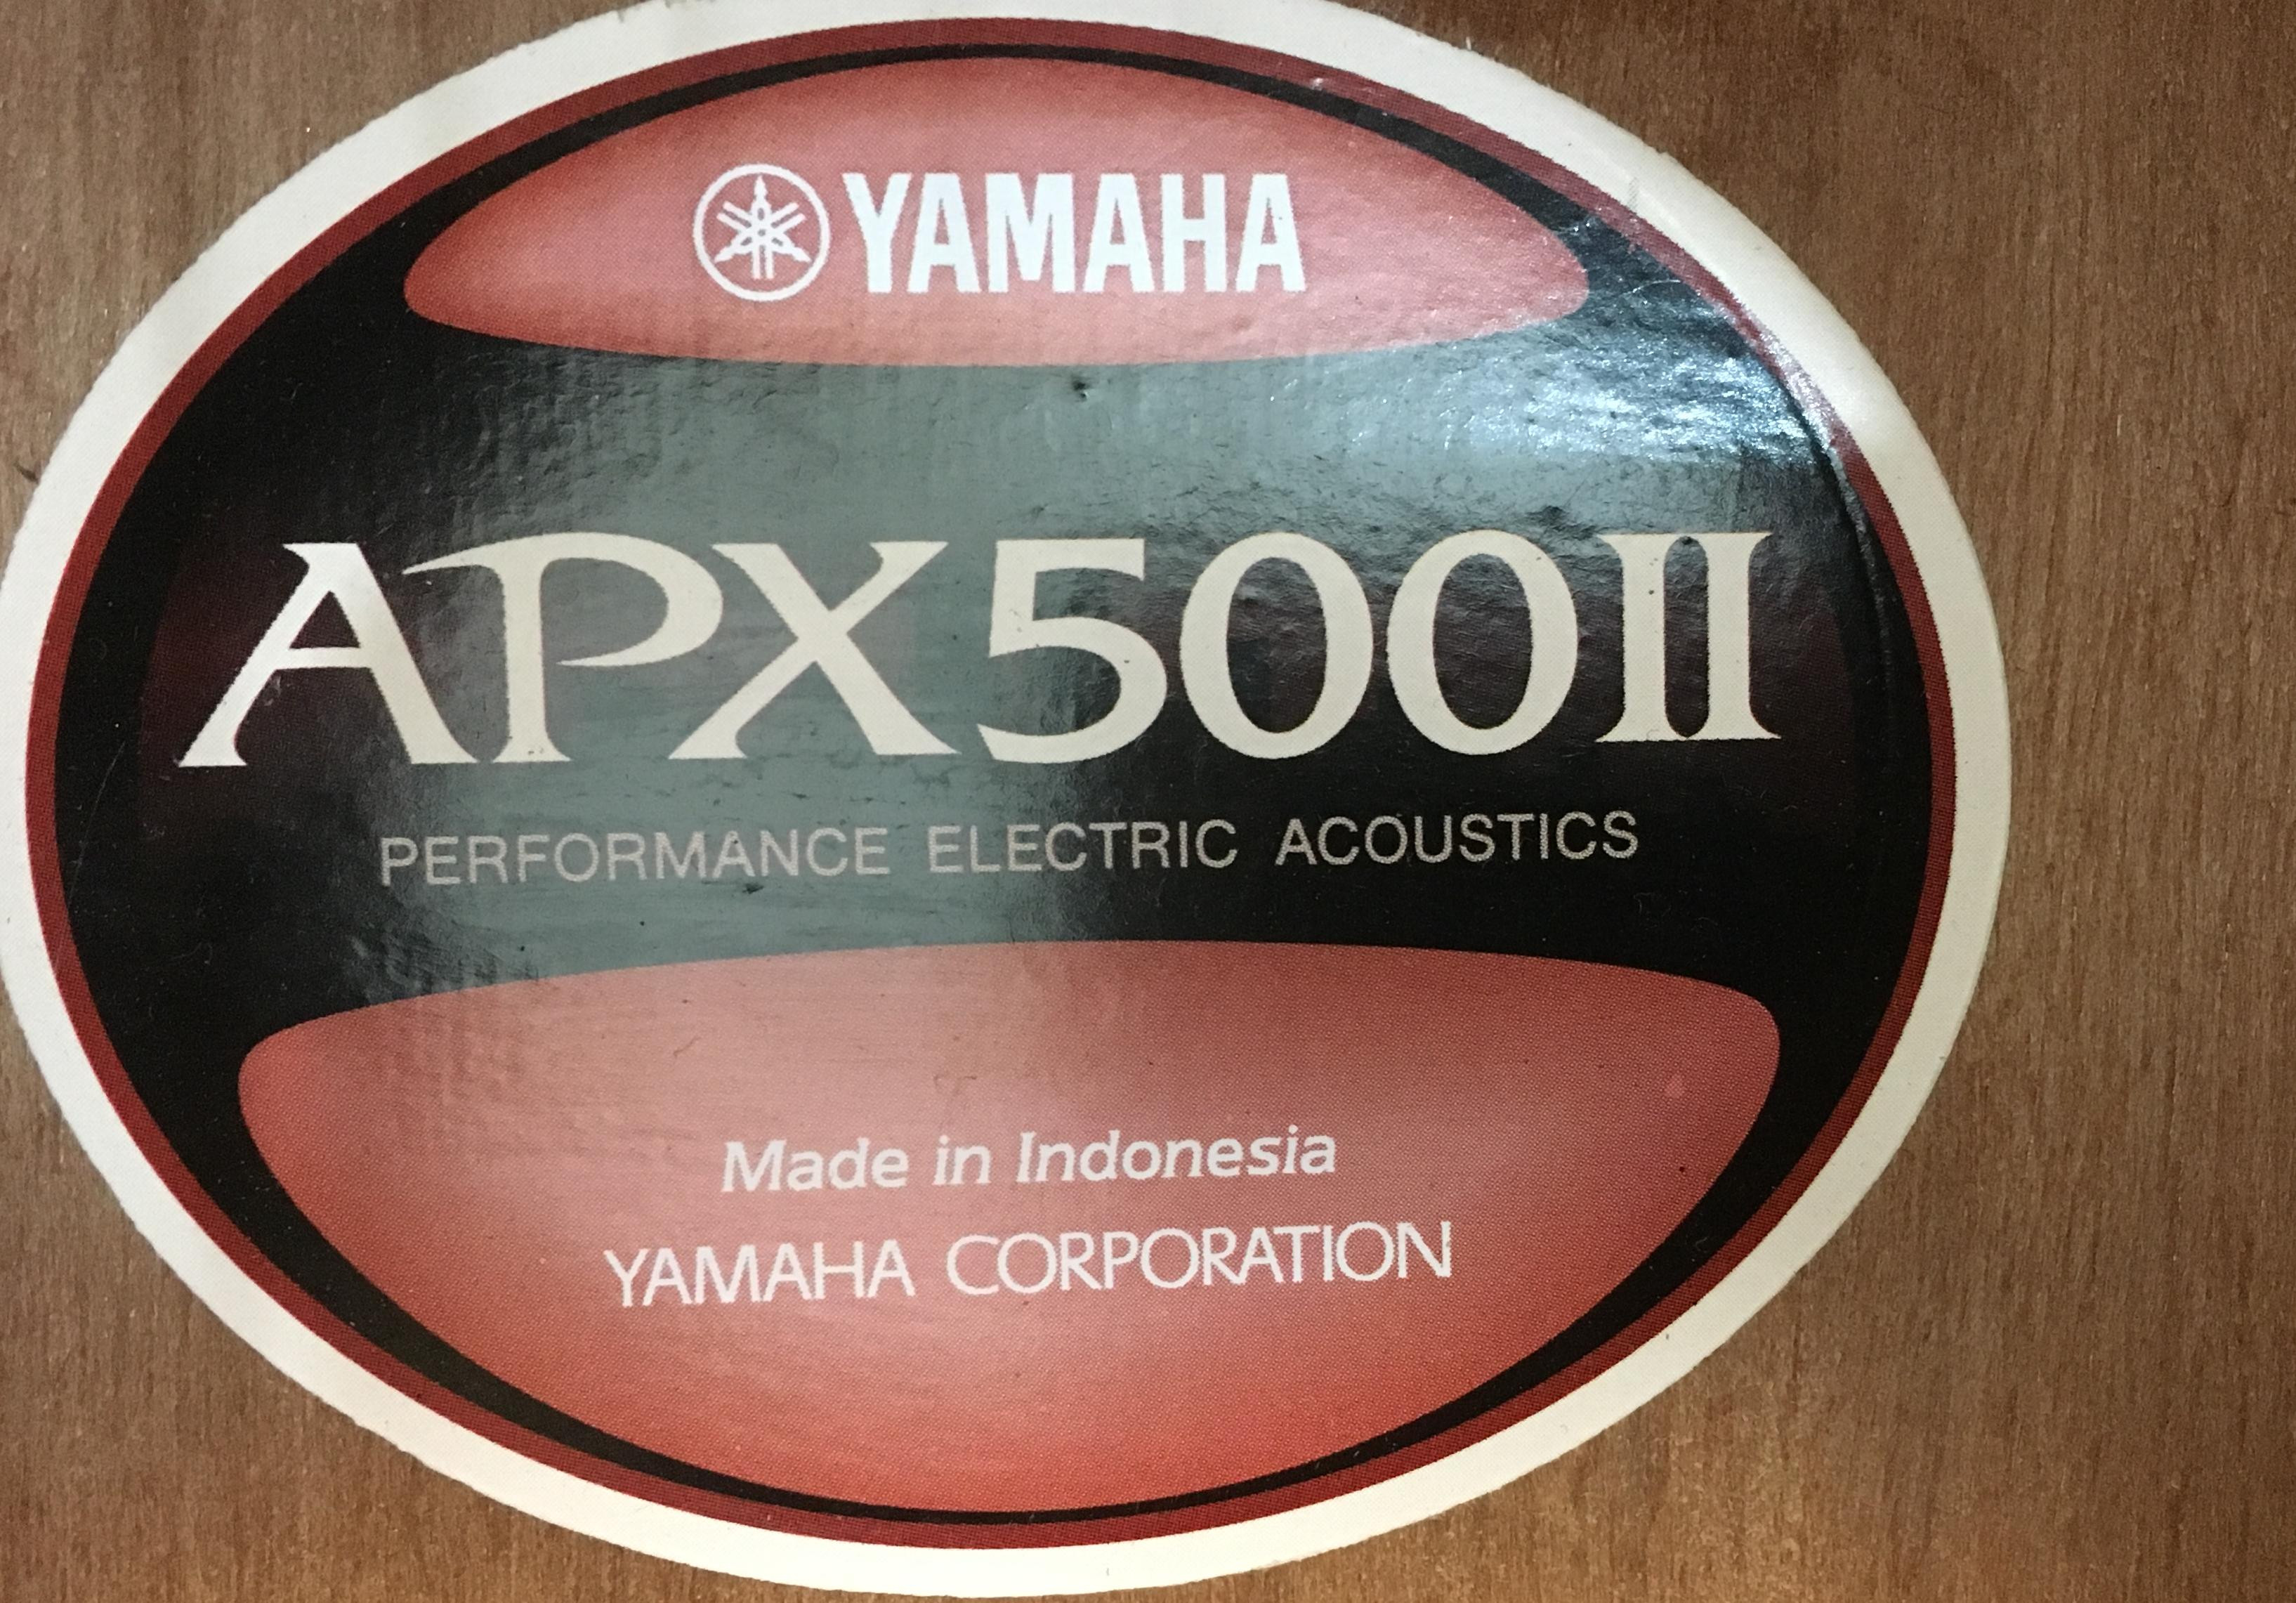 YAMAHA
APX500II
PERFORMANCE ELECTRIC ACOUSTICS
Made in Indonesia
YAMAHA CORPORATION